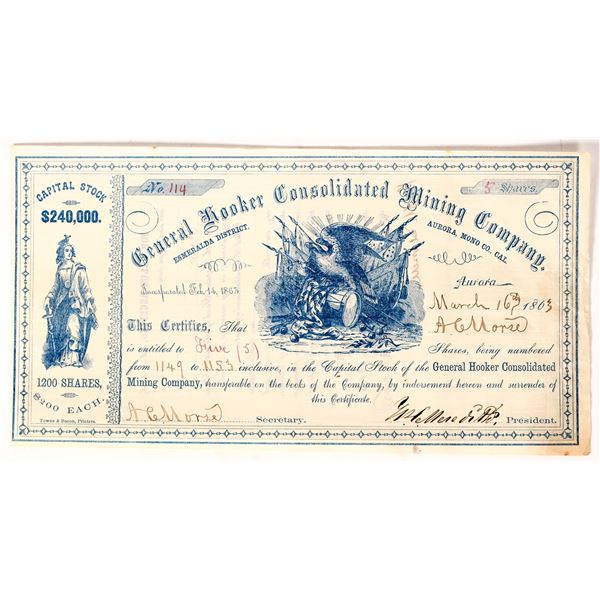 CAPITAL STOCK
$240,000.
1200 SHARES,
$200 EACH.
Towne & Bacon, Printers.
No. 114
5 Shares.
General Hooker Consolidated Mining Company,
ESMERALDA DISTRICT.
AURORA, MONO CO, CAL.
Incorporated Feb. 14, 1863
Aurora
March 16th 1863
This Certifies, That A C Morse
is entitled to Five (5) Shares, being numbered
from 1149 to 1153 inclusive, in the Capital Stock of the General Hooker Consolidated
Mining Company, transferable on the books of the Company, by indorsement hereon and surrender of
this Certificate.
A C Morse Secretary.
President.